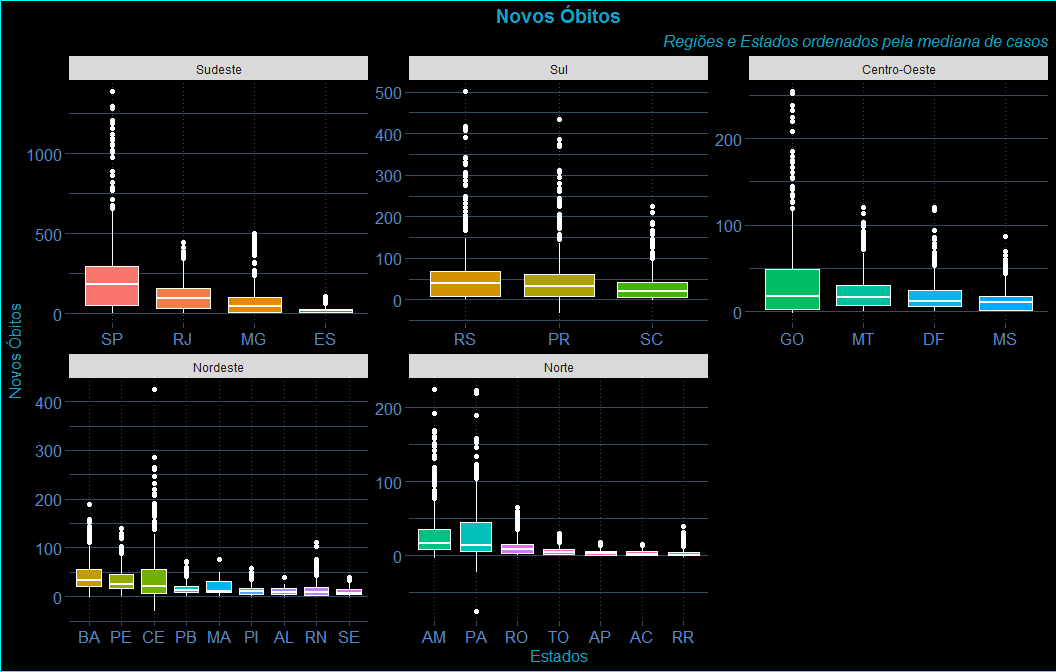 Novos Óbitos
Regiões e Estados ordenados pela mediana de casos
Sudeste
Sul
Centro-Oeste
1000
500
0
500
400
300
200
100
0
200
100
0
SP RJ MG ES
RS PR SC
GO MT DF MS
Novos Óbitos
Nordeste
Norte
400
300
200
100
0
200
100
0
BA PE CE PB MA PI AL RN SE
AM PA RO TO AP AC RR
Estados